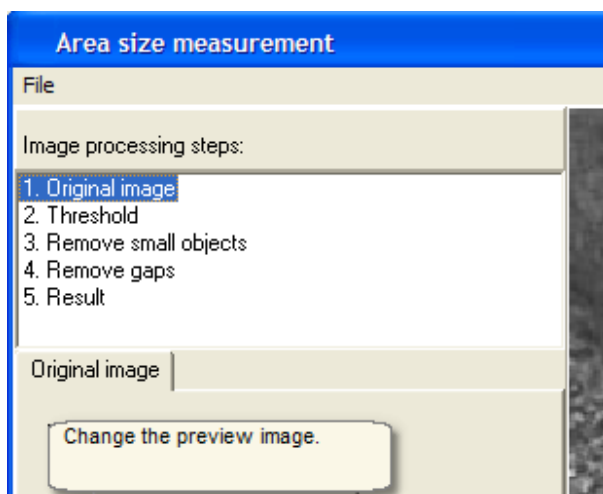 Area size measurement
File
Image processing steps:
1. Original image
2. Threshold
3. Remove small objects
4. Remove gaps
5. Result
Original image
Change the preview image.